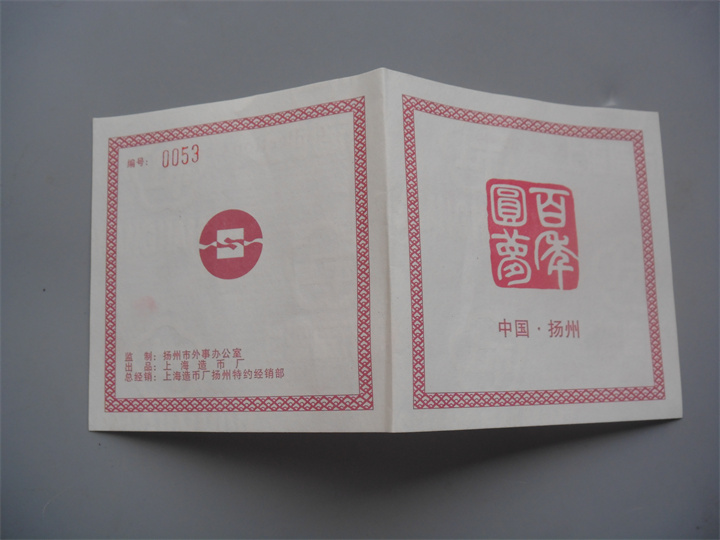 编号： 0053
监　制：扬州市外事办公室
出　品：上　海　造　币　厂
总经销：上海造币厂扬州特约经销部
百年
圓夢
中国·扬州